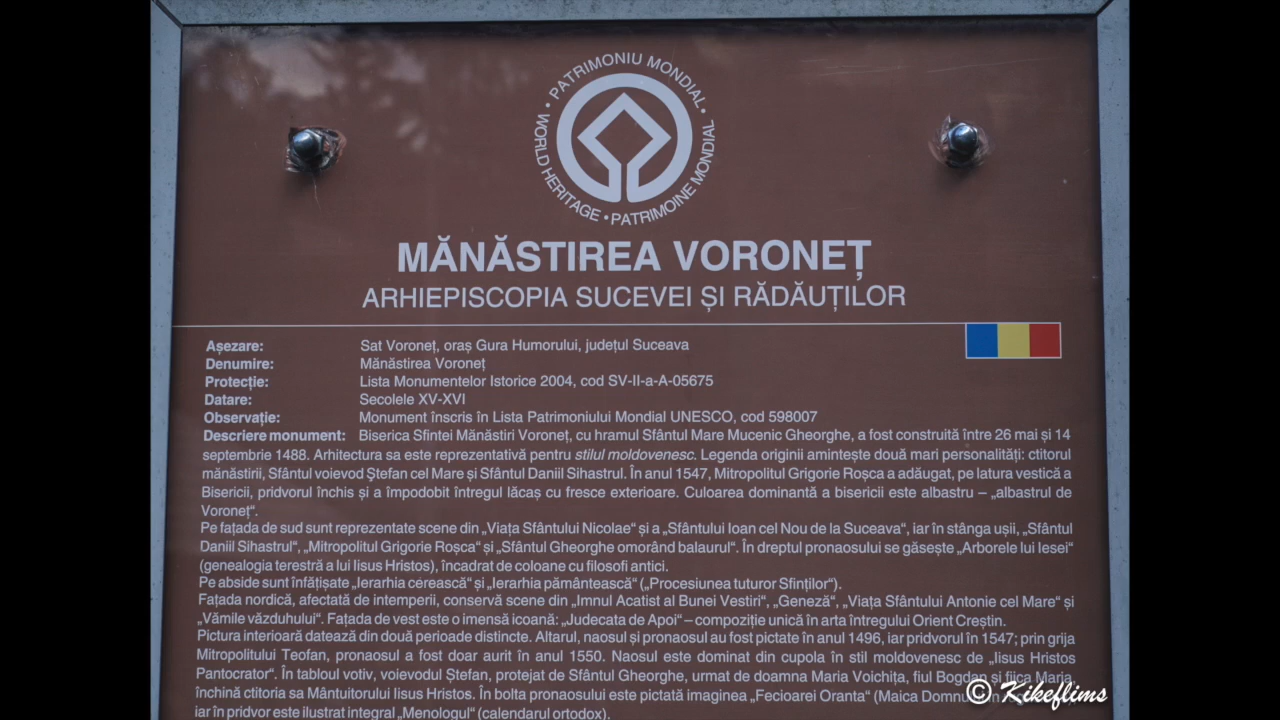 PATRIMONIU MONDIAL • WORLD HERITAGE • PATRIMOINE MONDIAL •
MĂNĂSTIREA VORONEȚ
ARHIEPISCOPIA SUCEVEI ȘI RĂDĂUȚILOR
Așezare: Sat Voroneț, oraș Gura Humorului, județul Suceava
Denumire: Mănăstirea Voroneț
Protecție: Lista Monumentelor Istorice 2004, cod SV-II-a-A-05675
Datare: Secolele XV-XVI
Observație: Monument înscris în Lista Patrimoniului Mondial UNESCO, cod 598007
Descriere monument: Biserica Sfintei Mănăstiri Voroneț, cu hramul Sfântul Mare Mucenic Gheorghe, a fost construită între 26 mai și 14
septembrie 1488. Arhitectura sa este reprezentativă pentru stilul moldovenesc. Legenda originii amintește două mari personalități: ctitorul
mănăstirii, Sfântul voievod Ștefan cel Mare și Sfântul Daniil Sihastrul. În anul 1547, Mitropolitul Grigorie Roșca a adăugat, pe latura vestică a
Bisericii, pridvorul închis și a împodobit întregul lăcaș cu fresce exterioare. Culoarea dominantă a bisericii este albastru – „albastrul de
Voroneț“.
Pe fațada de sud sunt reprezentate scene din „Viața Sfântului Nicolae“ și a „Sfântului Ioan cel Nou de la Suceava“, iar în stânga ușii, „Sfântul
Daniil Sihastrul“, „Mitropolitul Grigorie Roșca“ și „Sfântul Gheorghe omorând balaurul“. În dreptul pronaosului se găsește „Arborele lui Iesei“
(genealogia terestră a lui Iisus Hristos), încadrat de coloane cu filosofi antici.
Pe abside sunt înfățișate „Ierarhia cerească“ și „Ierarhia pământească“ („Procesiunea tuturor Sfinților“).
Fațada nordică, afectată de intemperii, conservă scene din „Imnul Acatist al Bunei Vestiri“, „Geneză“, „Viața Sfântului Antonie cel Mare“ și
„Vămile văzduhului“. Fațada de vest este o imensă icoană: „Judecata de Apoi“ – compoziție unică în arta întregului Orient Creștin.
Pictura interioară datează din două perioade distincte. Altarul, naosul și pronaosul au fost pictate în anul 1496, iar pridvorul în 1547; prin grija
Mitropolitului Teofan, pronaosul a fost doar aurit în anul 1550. Naosul este dominat din cupola în stil moldovenesc de „Iisus Hristos
Pantocrator“. În tabloul votiv, voievodul Ștefan, protejat de Sfântul Gheorghe, urmat de doamna Maria Voichița, fiul Bogdan și fiica Maria,
închină ctitoria sa Mântuitorului Iisus Hristos. În bolta pronaosului este pictată imaginea „Fecioarei Oranta“ (Maica
iar în pridvor este ilustrat integral „Menologul“ (calendarul ortodox).
© Kikeflims